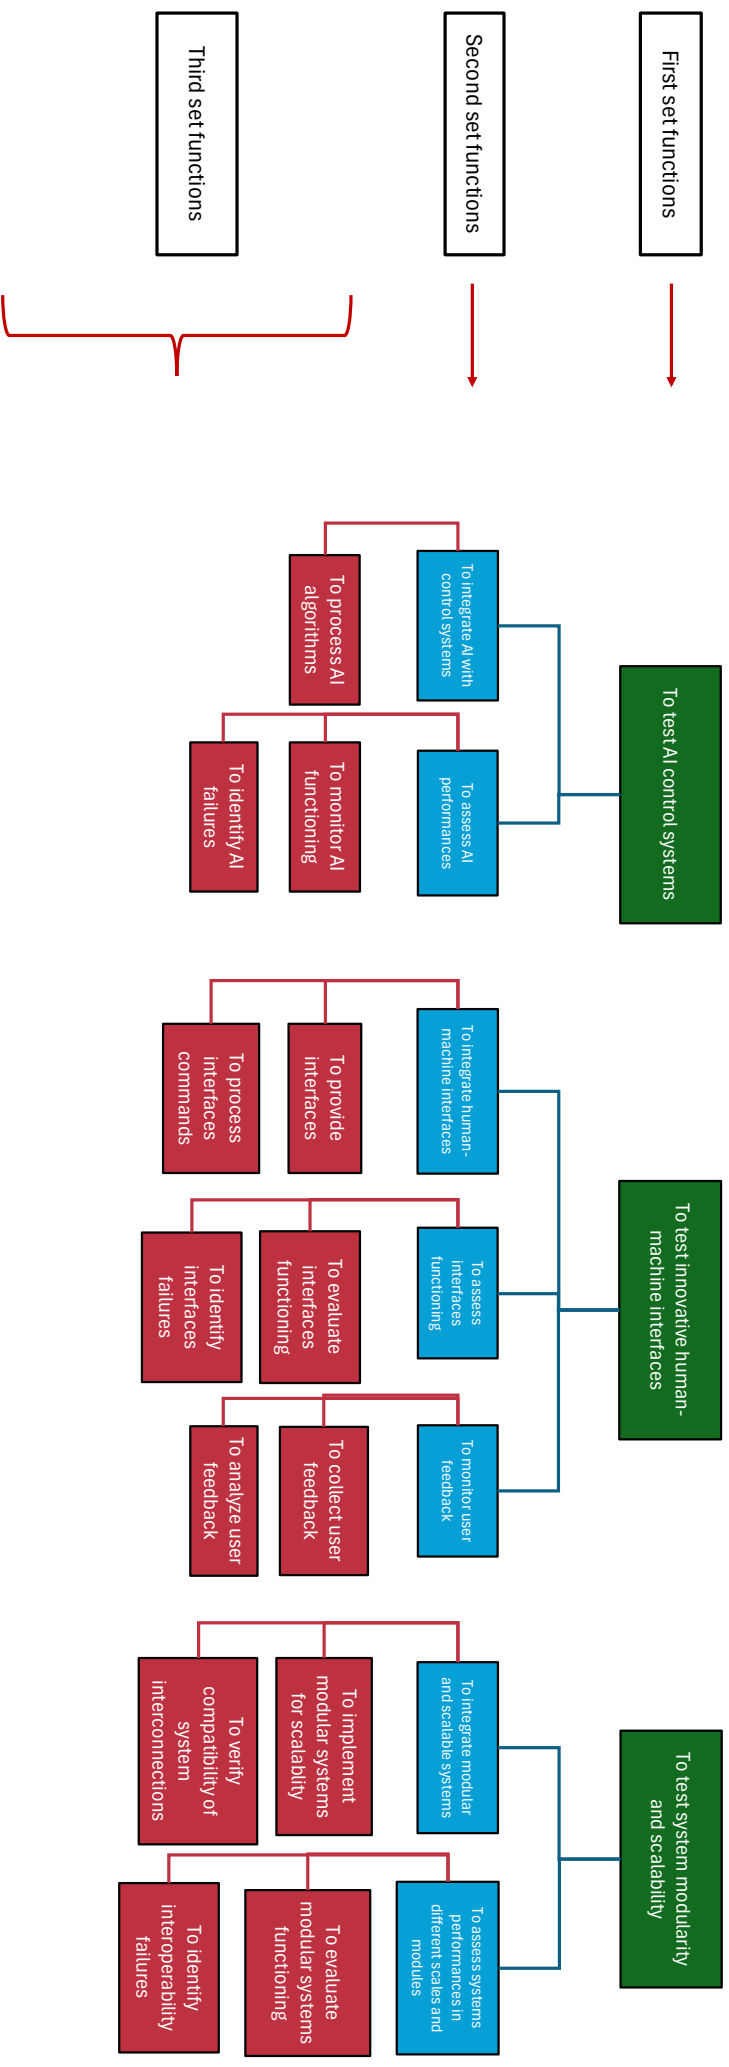 First set functions
Second set functions
Third set functions
To test AI control systems
To integrate AI with
control systems
To process AI
algorithms
To assess AI
performances
To monitor AI
functioning
To identify AI
failures
To test innovative human-
machine interfaces
To integrate human-
machine interfaces
To provide
interfaces
To process
interfaces
commands
To assess
interfaces
functioning
To evaluate
interfaces
functioning
To identify
interfaces
failures
To monitor user
feedback
To collect user
feedback
To analyze user
feedback
To test system modularity
and scalability
To integrate modular
and scalable systems
To implement
modular systems
for scalablity
To verify
compatibility of
system
interconnections
To assess systems
performances in
different scales and
modules
To evaluate
modular systems
functioning
To identify
interoperability
failures